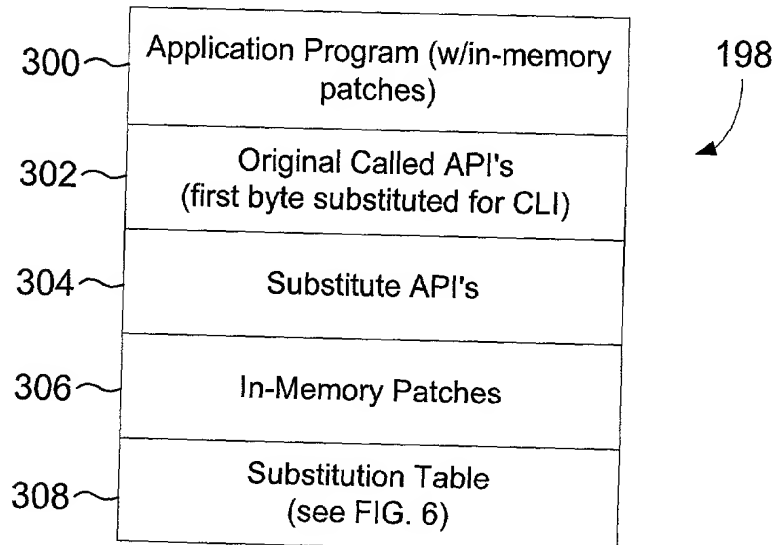 300
Application Program (w/in-memory
patches)
198
302
Original Called API's
(first byte substituted for CLI)
304
Substitute API's
306
In-Memory Patches
308
Substitution Table
(see FIG. 6)